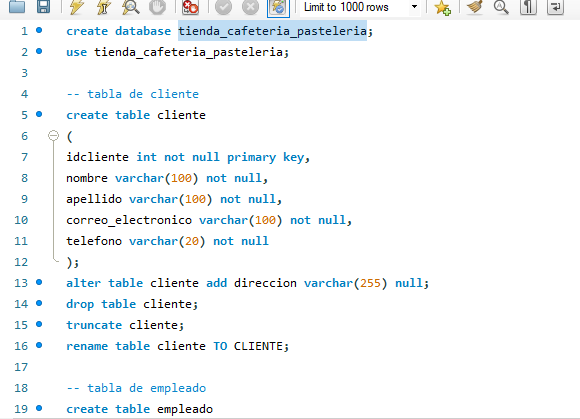 Limit to 1000 rows
1 create database tienda_cafeteria_pasteleria;
2 use tienda_cafeteria_pasteleria;
3
4 -- tabla de cliente
5 create table cliente
6 (
7 idcliente int not null primary key,
8 nombre varchar(100) not null,
9 apellido varchar(100) not null,
10 correo_electronico varchar(100) not null,
11 telefono varchar(20) not null
12 );
13 alter table cliente add direccion varchar(255) null;
14 drop table cliente;
15 truncate cliente;
16 rename table cliente TO CLIENTE;
17
18 -- tabla de empleado
19 create table empleado